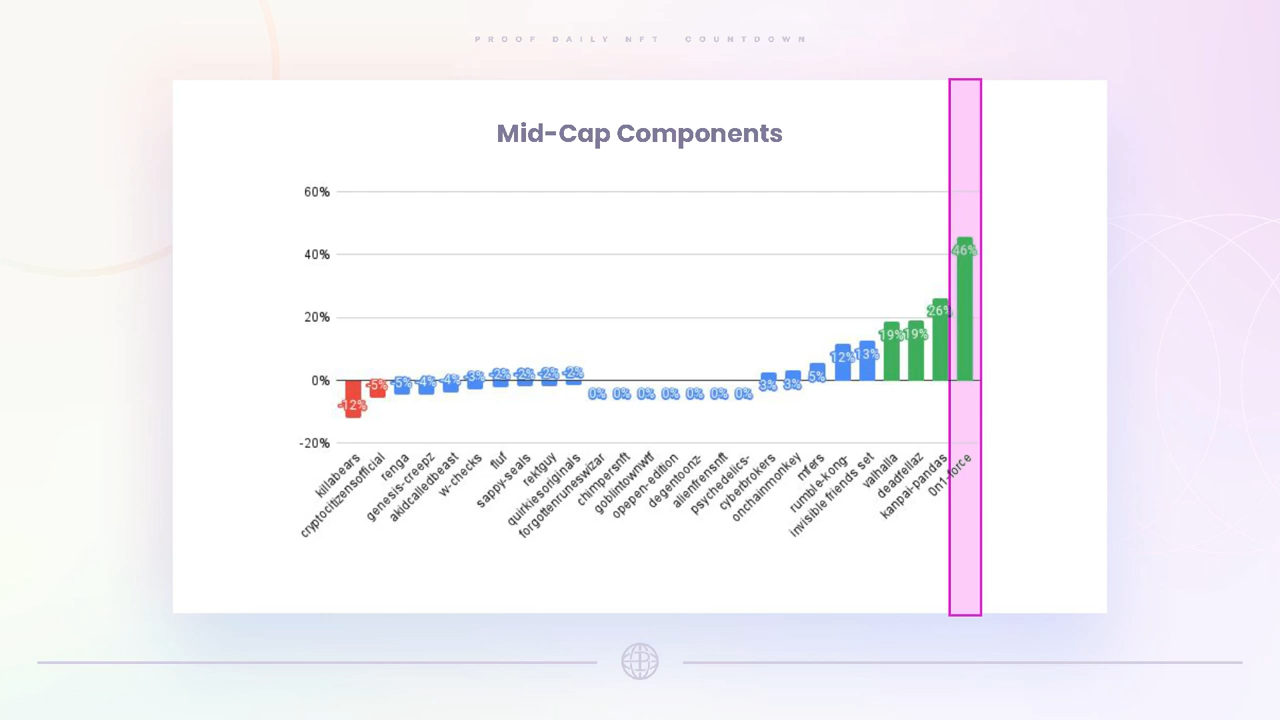 PROOF DAILY NFT COUNTDOWN
Mid-Cap Components
60%
40%
20%
0%
-20%
-12%
-5%
-5%
-4%
-4%
-3%
-2%
-2%
-2%
-2%
0%
0%
0%
0%
0%
0%
0%
3%
3%
5%
12%
13%
19%
19%
26%
46%
killabears
cryptocitizensofficial
renga
genesis-creepz
akidcalledbeast
w-checks
fluf
sappy-seals
retguy
quirkiesoriginals
forgottenruneswizar
chimpersnft
goblintownwtf
opepen-edition
degentoonz-
alienfrensnft
psychedelics-
cyberbrokers
onchainmonkey
mfers
rumble-kong-
invisible friends set
valhalla
deadfellaz
kanpai-pandas
0n1-force